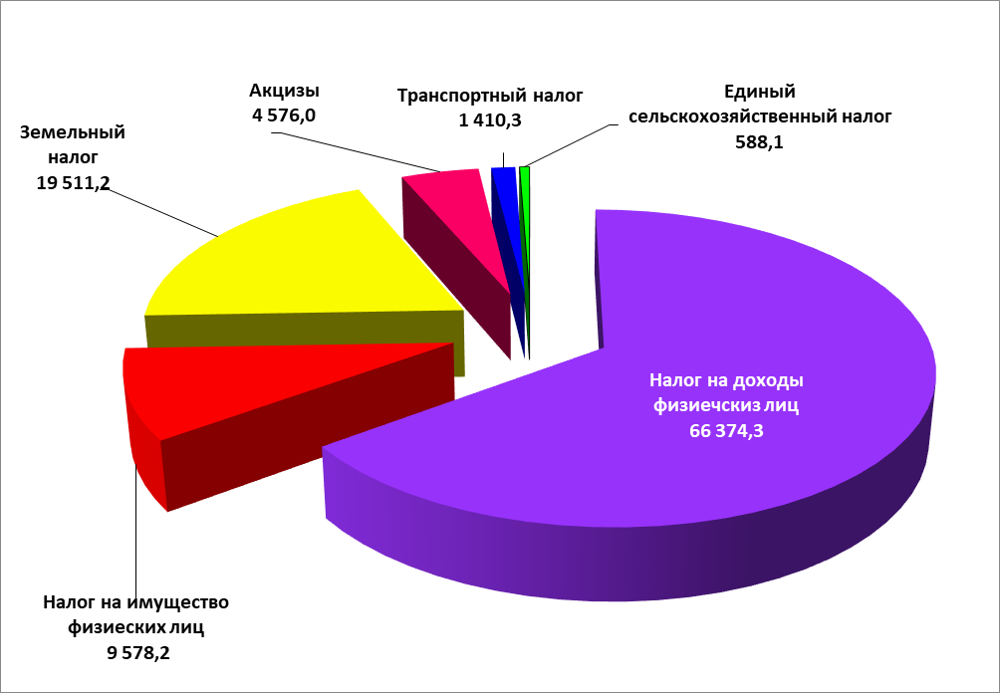 Акцизы
4 576,0
Транспортный налог
1 410,3
Единый
сельскохозяйственный налог
588,1
Земельный
налог
19 511,2
Налог на доходы
физиечскиз лиц
66 374,3
Налог на имущество
физиеских лиц
9 578,2